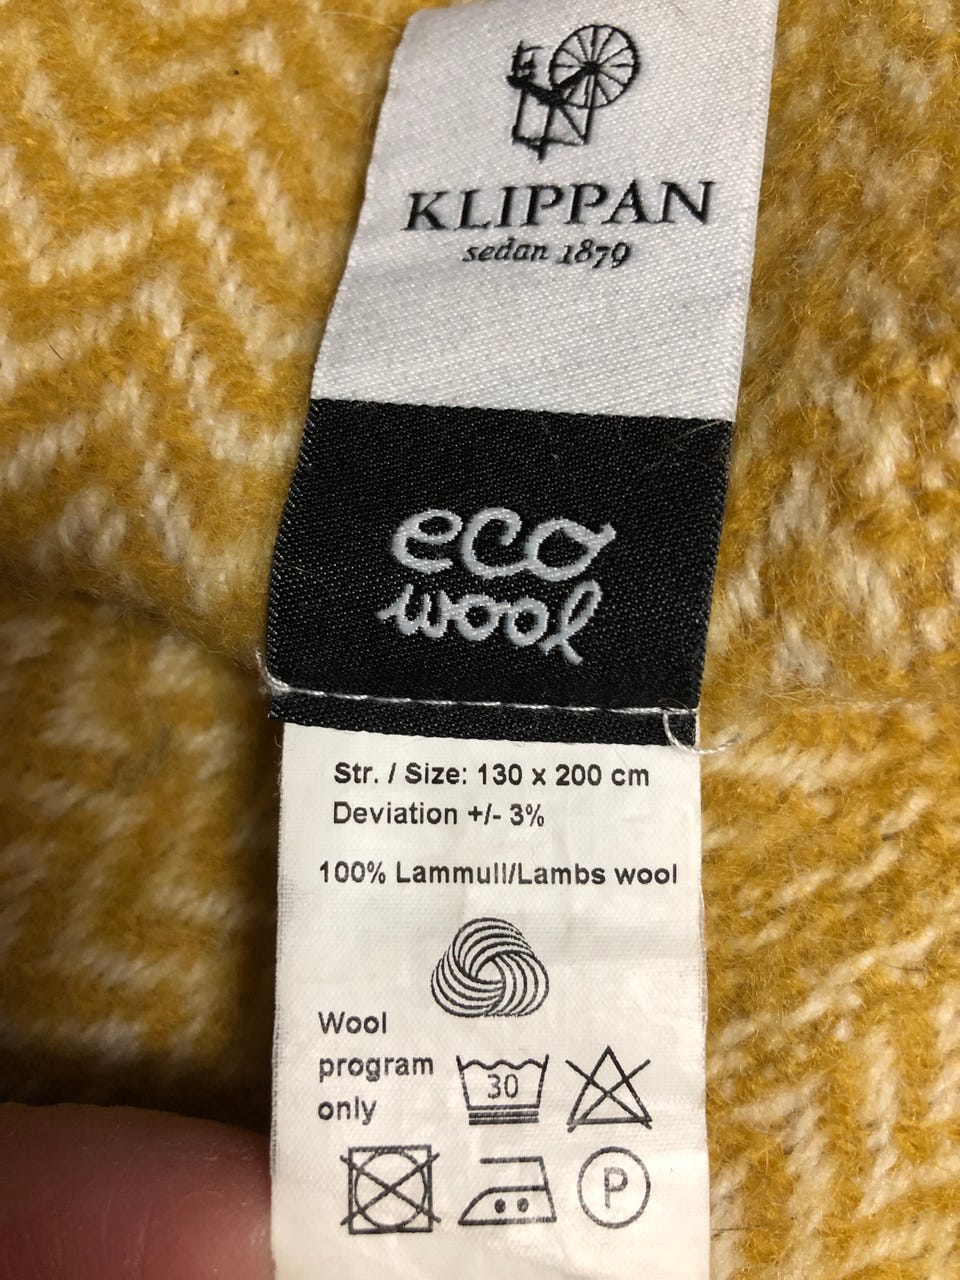 KLIPPAN
sedan 1879
eco
wool
Str. / Size: 130 x 200 cm
Deviation +/- 3%
100% Lammull/Lambs wool
Wool
program
only
30
P